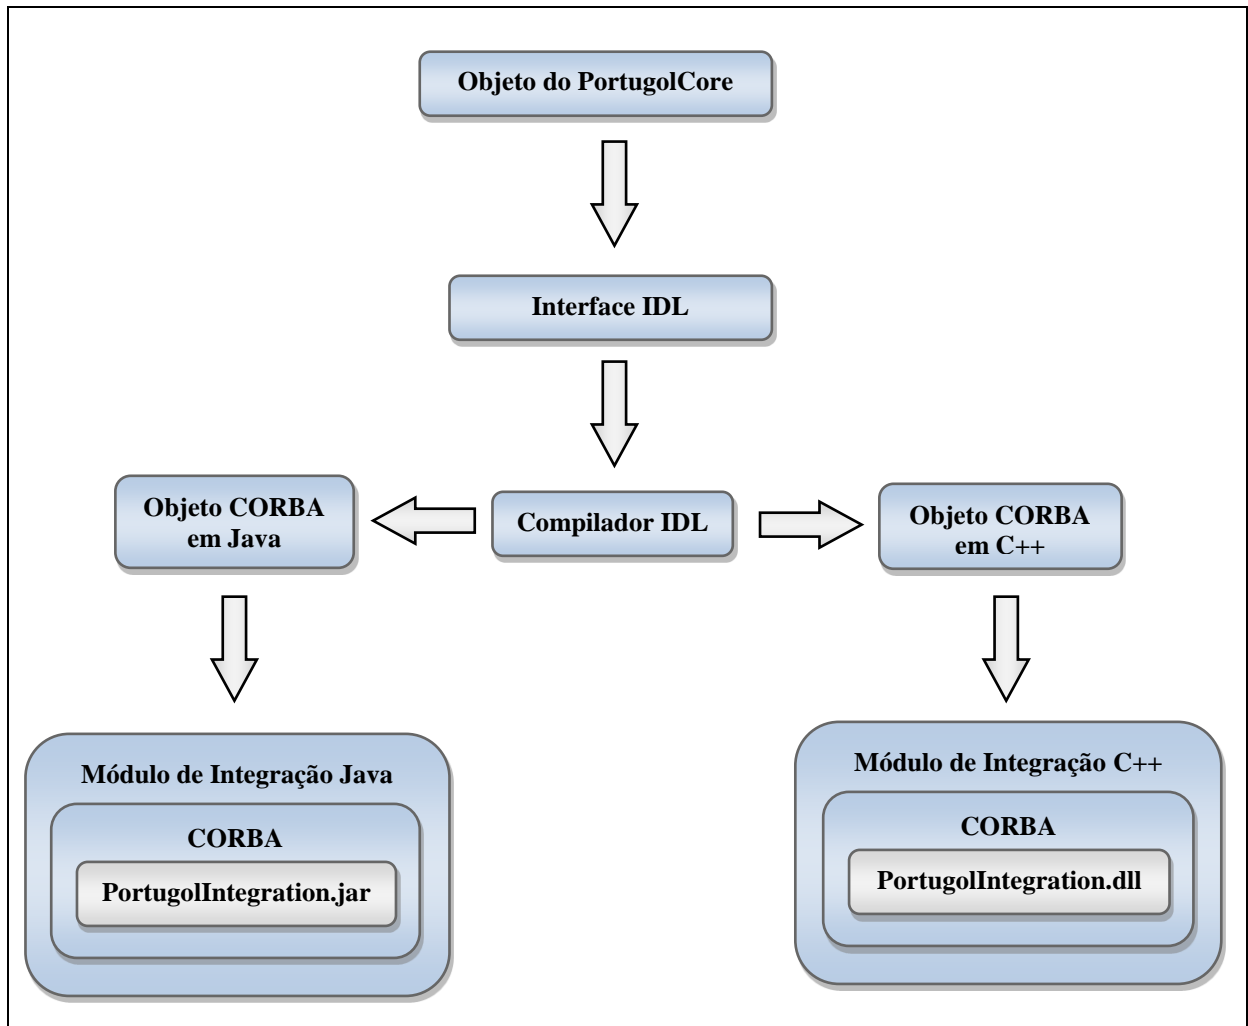 Objeto do PortugolCore
Interface IDL
Objeto CORBA
em Java
Compilador IDL
Objeto CORBA
em C++
Módulo de Integração Java
CORBA
PortugolIntegration.jar
Módulo de Integração C++
CORBA
PortugolIntegration.dll